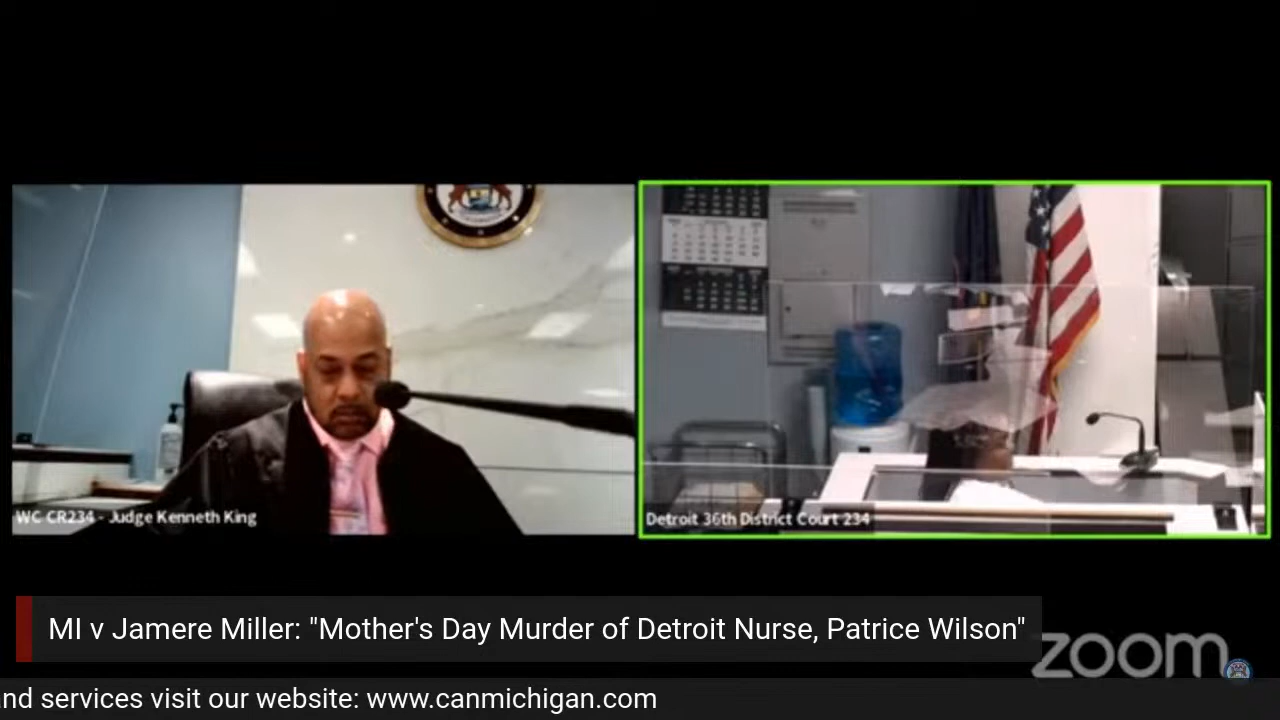 WC CR234 - Judge Kenneth King
Detroit 36th District Court 234
MI v Jamere Miller: "Mother's Day Murder of Detroit Nurse, Patrice Wilson"
zoom
nd services visit our website: www.canmichigan.com